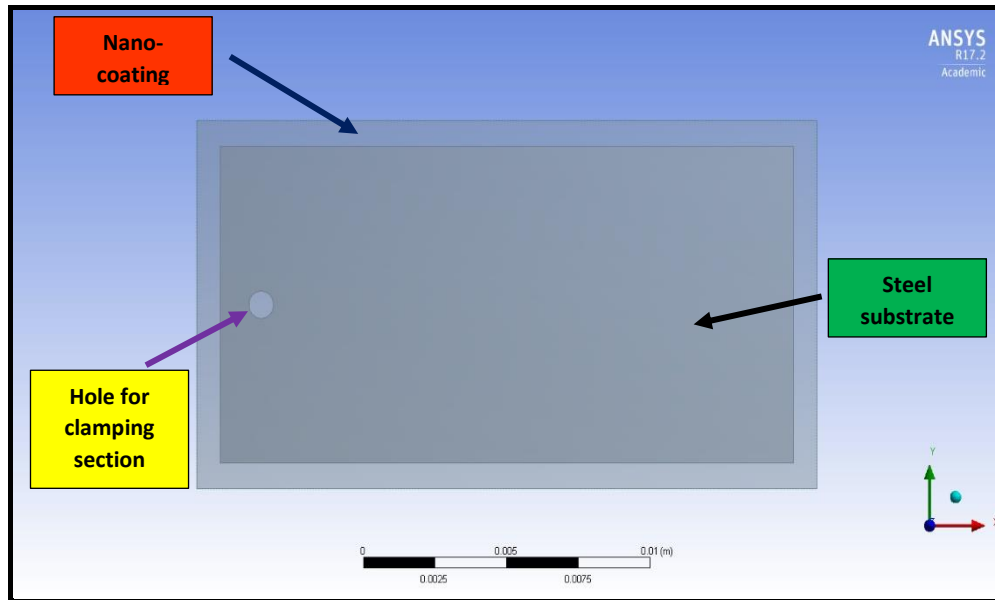 Nano-
coating
ANSYS
R17.2
Academic
Steel
substrate
Hole for
clamping
section
Y
X
0
0.005
0.01 (m)
0.0025
0.0075